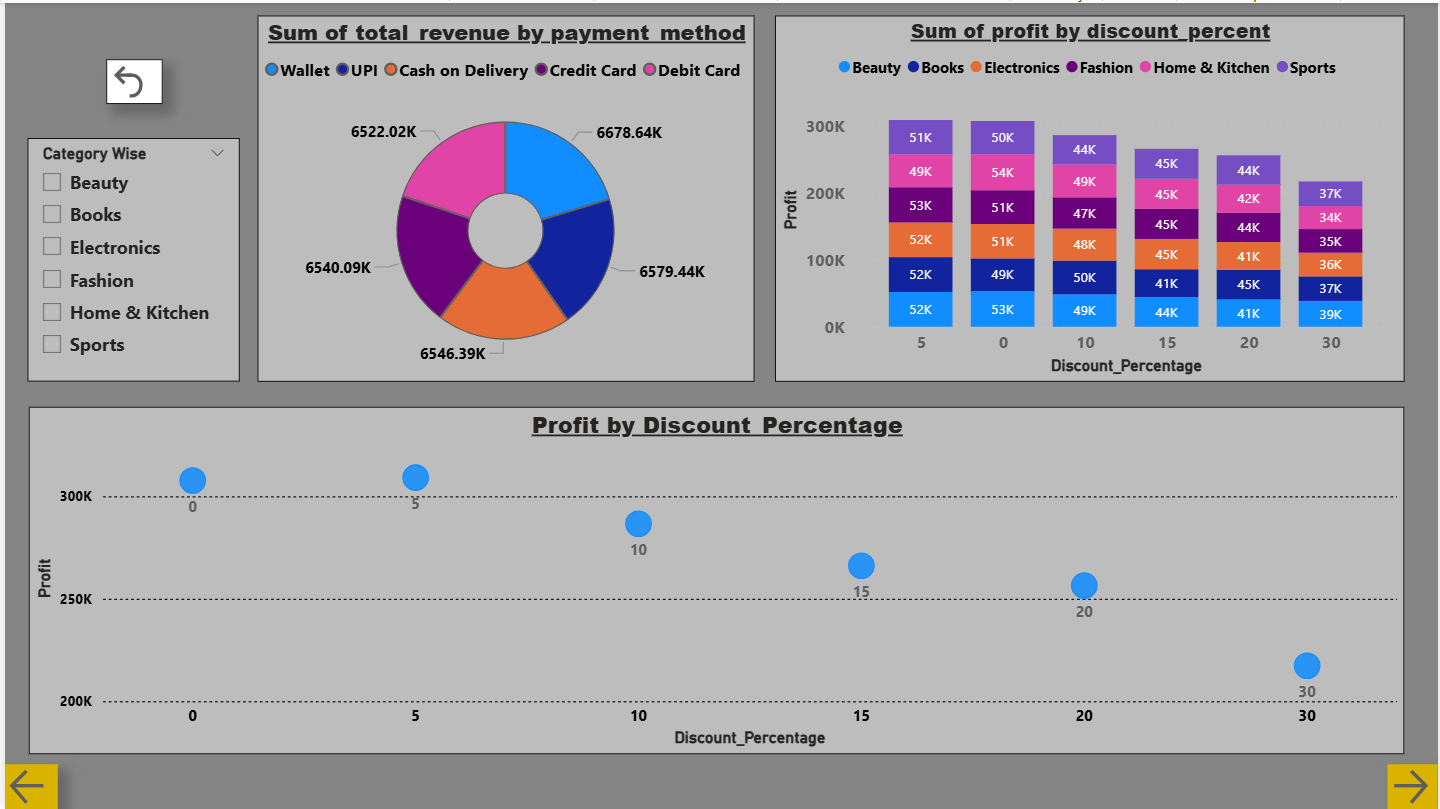 Sum of total_revenue by payment_method
Wallet UPI Cash on Delivery Credit Card Debit Card
6522.02K
6678.64K
6540.09K
6579.44K
6546.39K
Sum of profit by discount_percent
Beauty Books Electronics Fashion Home & Kitchen Sports
Profit
300K
200K
100K
0K
51K 50K 44K 45K 44K 37K
49K 54K 49K 45K 42K 34K
53K 51K 47K 45K 44K 35K
52K 51K 48K 45K 41K 36K
52K 49K 50K 41K 45K 37K
52K 53K 49K 44K 41K 39K
5 0 10 15 20 30
Discount_Percentage
Category Wise
Beauty
Books
Electronics
Fashion
Home & Kitchen
Sports
Profit by Discount_Percentage
Profit
300K
250K
200K
0
5
10
15
20
30
0 5 10 15 20 30
Discount_Percentage